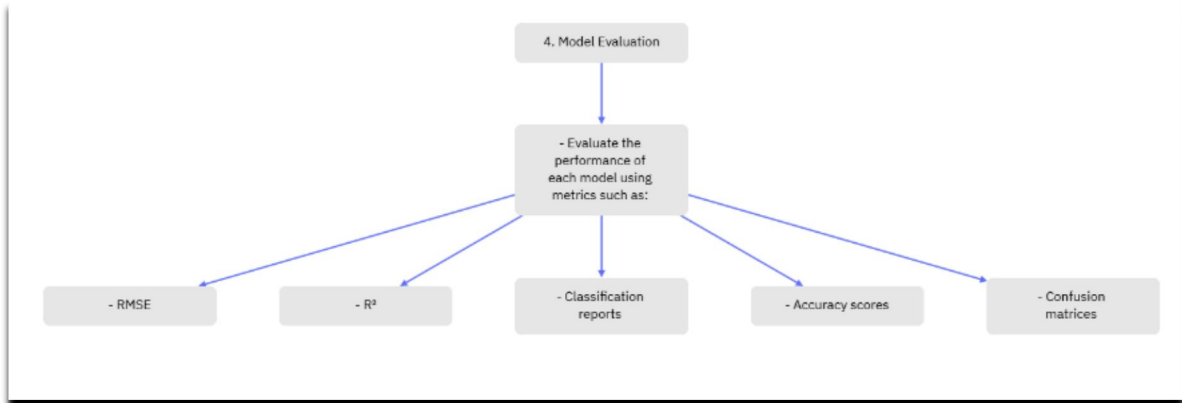 4. Model Evaluation
- Evaluate the
performance of
each model using
metrics such as:
- RMSE
- R²
- Classification
reports
- Accuracy scores
- Confusion
matrices